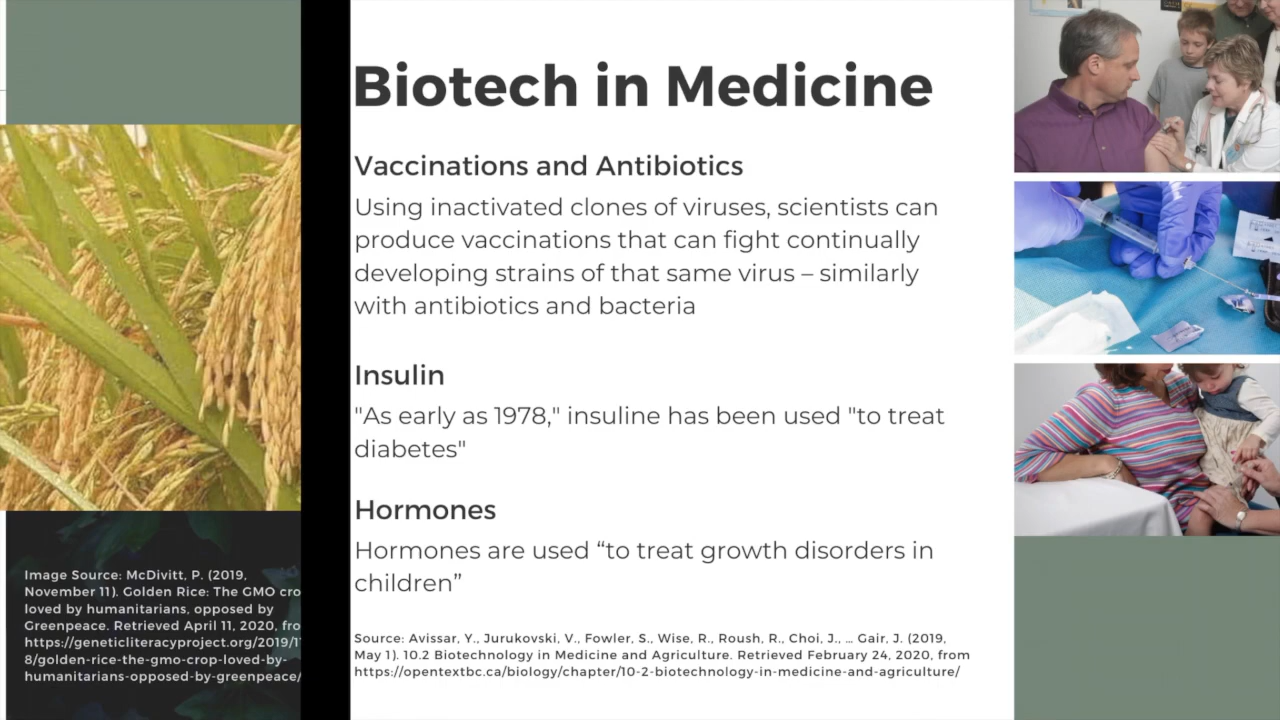 Biotech in Medicine
Vaccinations and Antibiotics
Using inactivated clones of viruses, scientists can
produce vaccinations that can fight continually
developing strains of that same virus – similarly
with antibiotics and bacteria
Insulin
"As early as 1978," insuline has been used "to treat
diabetes"
Hormones
Hormones are used “to treat growth disorders in
children”
Source: Avissar, Y., Jurukovski, V., Fowler, S., Wise, R., Roush, R., Choi, J., … Gair, J. (2019,
May 1). 10.2 Biotechnology in Medicine and Agriculture. Retrieved February 24, 2020, from
https://opentextbc.ca/biology/chapter/10-2-biotechnology-in-medicine-and-agriculture/
Image Source: McDivitt, P. (2019,
November 11). Golden Rice: The GMO cro
loved by humanitarians, opposed by
Greenpeace. Retrieved April 11, 2020, fro
https://geneticliteracyproject.org/2019/1
8/golden-rice-the-gmo-crop-loved-by-
humanitarians-opposed-by-greenpeace/